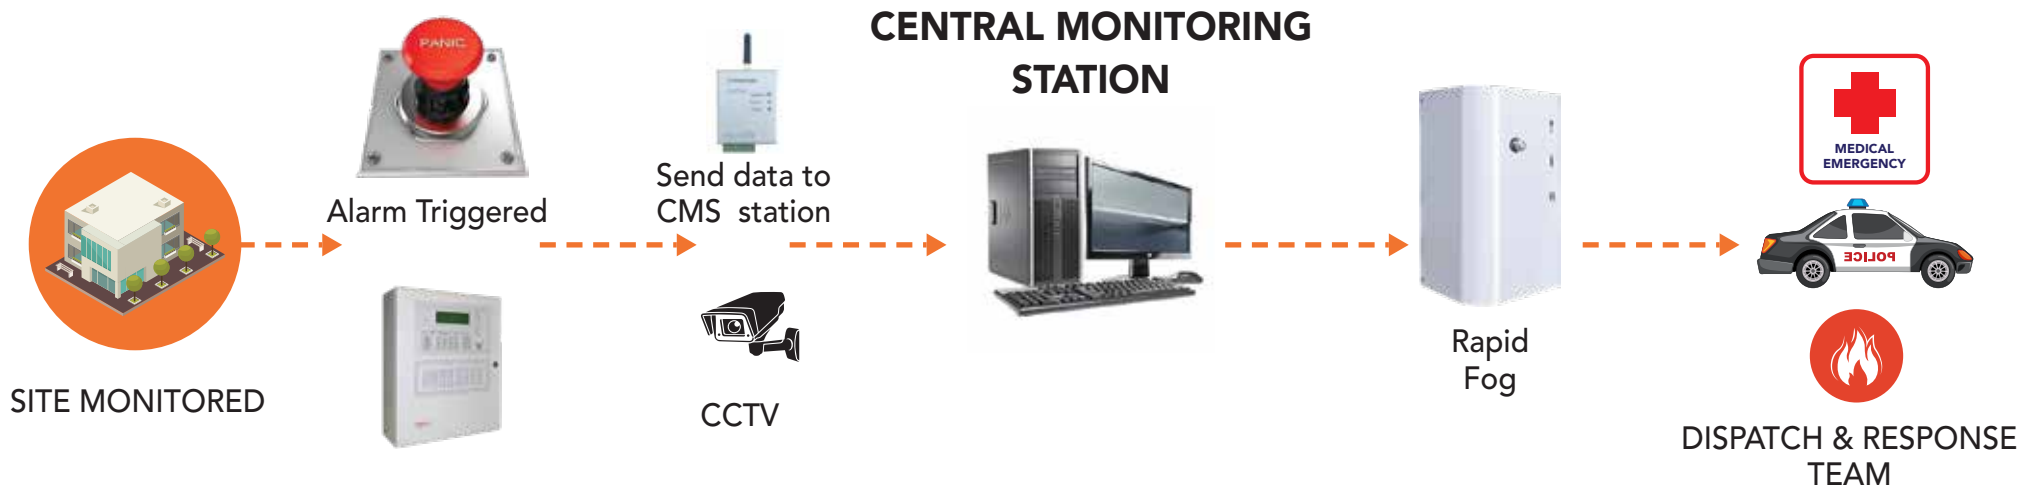 CENTRAL MONITORING
STATION
PANIC
Alarm Triggered
Send data to
CMS station
CCTV
SITE MONITORED
Rapid
Fog
MEDICAL
EMERGENCY
POLICE
DISPATCH & RESPONSE
TEAM